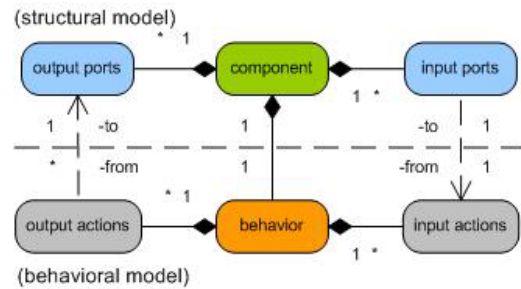 (structural model)
* 1
output ports
component
input ports
1 *
1 -to 1 -to 1
* -from 1 -from 1
* 1
output actions
behavior
input actions
1 *
(behavioral model)